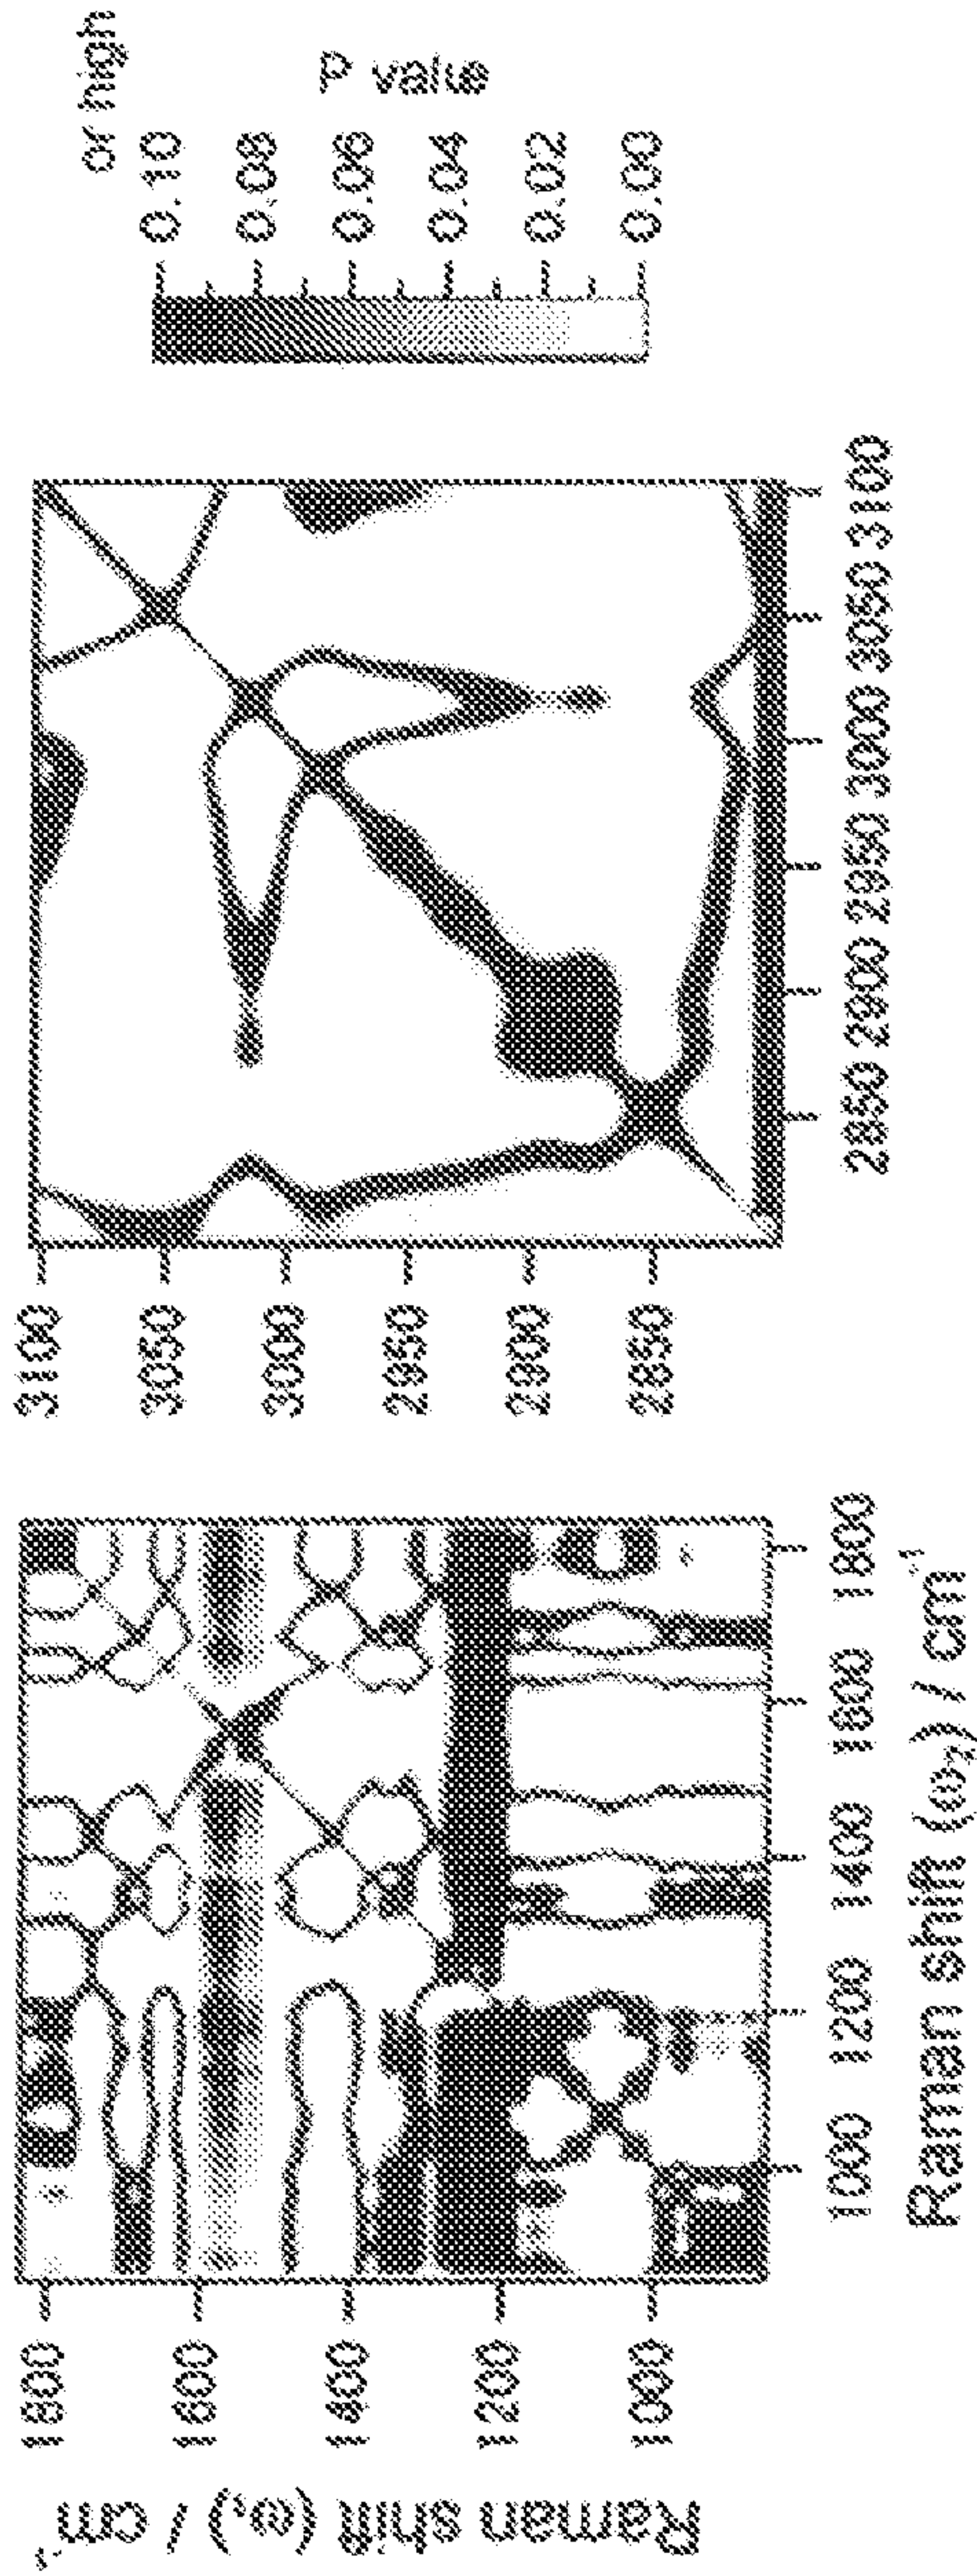 Raman shift (ω₁) / cm⁻¹
1800
1600
1400
1200
1000
1000 1200 1400 1600 1800
Raman shift (ω₂) / cm⁻¹
3100
3050
3000
2950
2900
2850
2850 2900 2950 3000 3050 3100
or high
0.10
0.08
0.06
0.04
0.02
0.00
P value